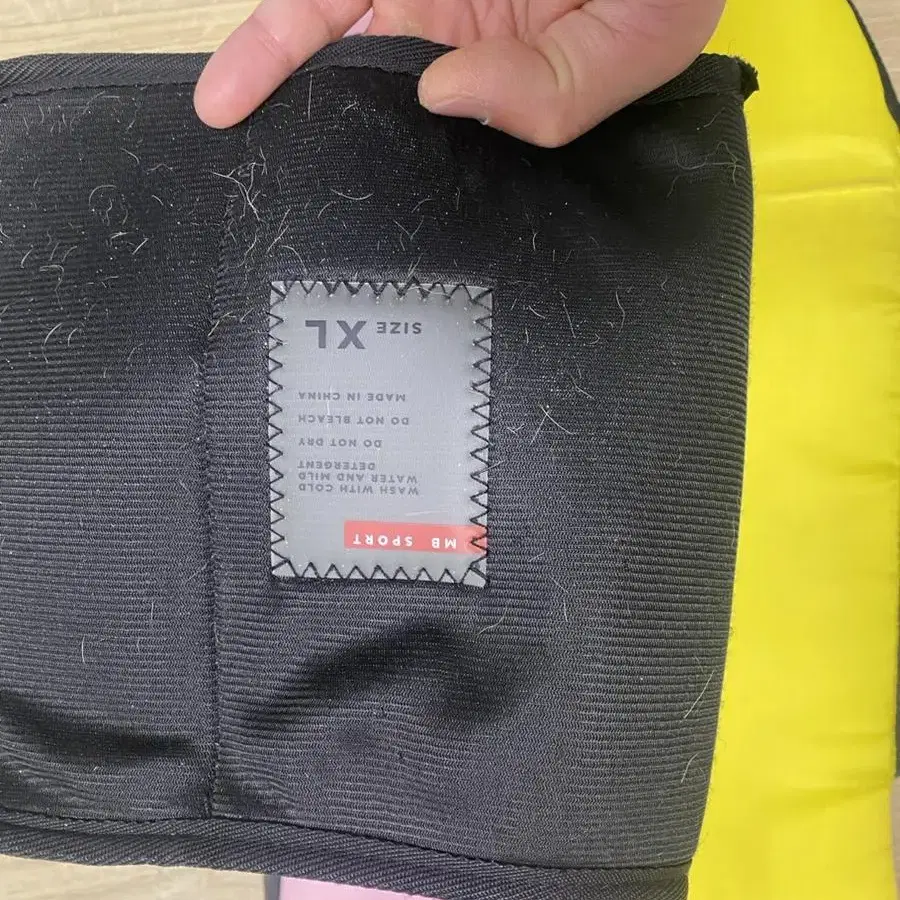 MB SPORT
WASH WITH COLD
WATER AND MILD
DETERGENT
DO NOT DRY
DO NOT BLEACH
MADE IN CHINA
SIZE XL